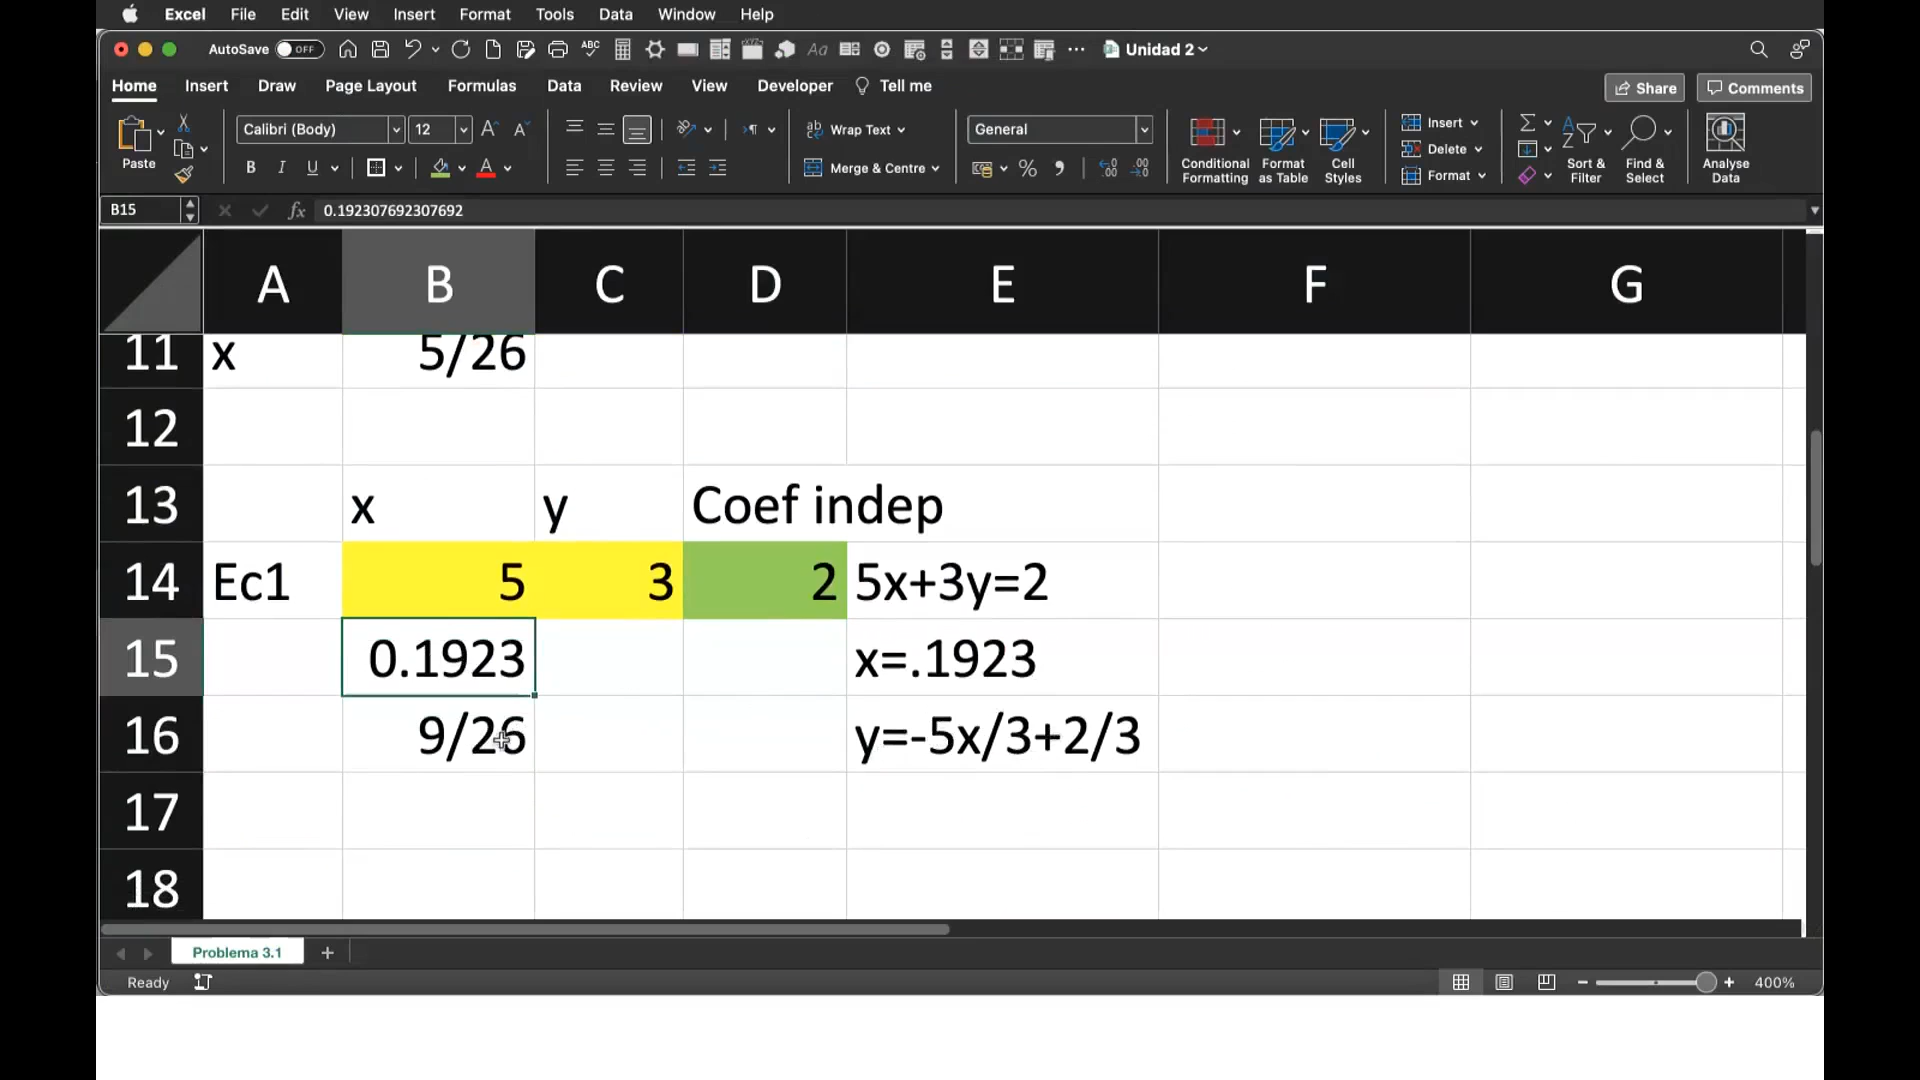 Excel File Edit View Insert Format Tools Data Window Help
AutoSave OFF ABC Aa Unidad 2
Home Insert Draw Page Layout Formulas Data Review View Developer Tell me Share Comments
Paste Calibri (Body) 12 A A ab Wrap Text General Conditional Formatting Format as Table Cell Styles Insert Sort & Filter Find & Select Analyse Data
B I U A Merge & Centre % Delete
Format
B15 fx 0.192307692307692
A B C D E F G
11 x 5/26
12
13 x y Coef indep
14 Ec1 5 3 2 5x+3y=2
15 0.1923 x=.1923
16 9/26 y=-5x/3+2/3
17
18
Problema 3.1 +
Ready 400%